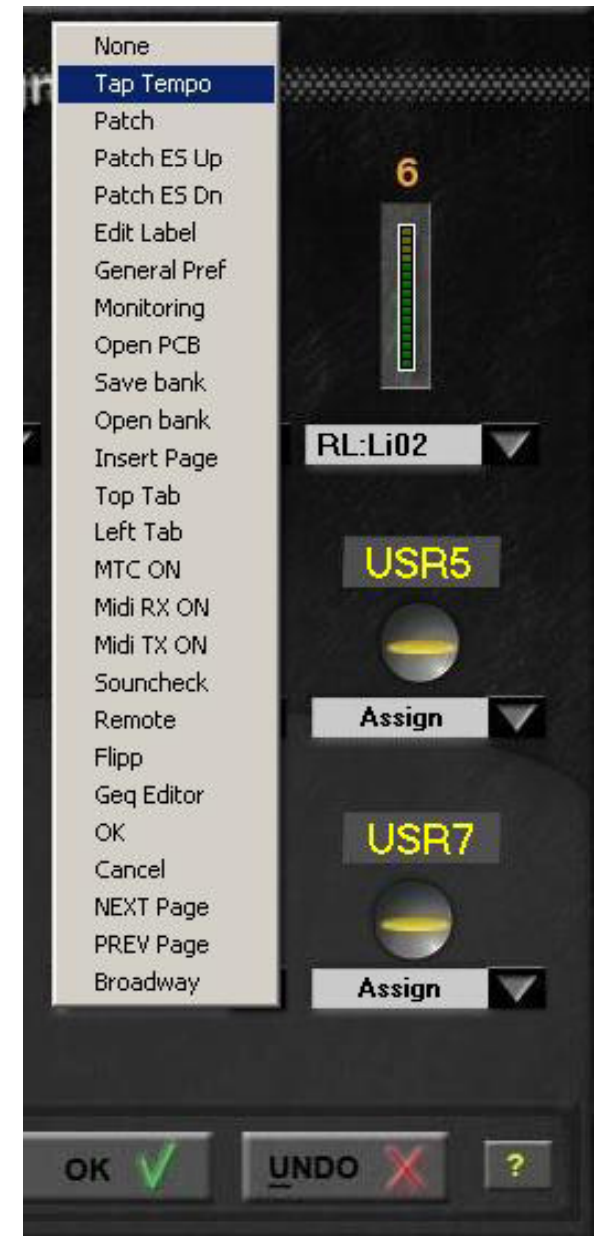 None
Tap Tempo
Patch
Patch ES Up
Patch ES Dn
Edit Label
General Pref
Monitoring
Open PCB
Save bank
Open bank
Insert Page
Top Tab
Left Tab
MTC ON
Midi RX ON
Midi TX ON
Souncheck
Remote
Flipp
Geq Editor
OK
Cancel
NEXT Page
PREV Page
Broadway
6
RL:Li02
USR5
Assign
USR7
Assign
OK
UNDO
?